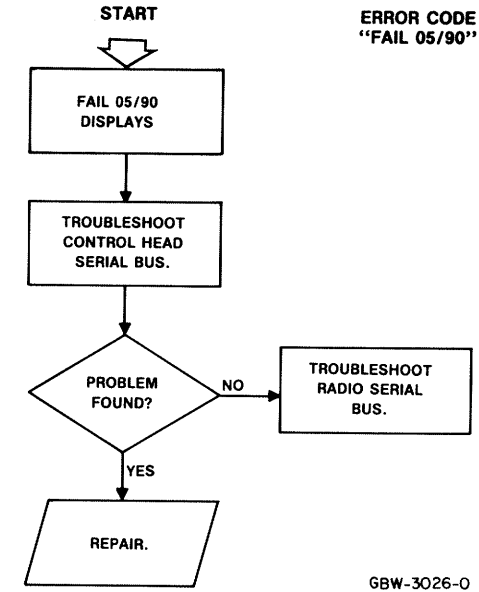 START
ERROR CODE
"FAIL 05/90"
FAIL 05/90
DISPLAYS
TROUBLESHOOT
CONTROL HEAD
SERIAL BUS.
PROBLEM
FOUND?
NO
TROUBLESHOOT
RADIO SERIAL
BUS.
YES
REPAIR.
GBW-3026-O